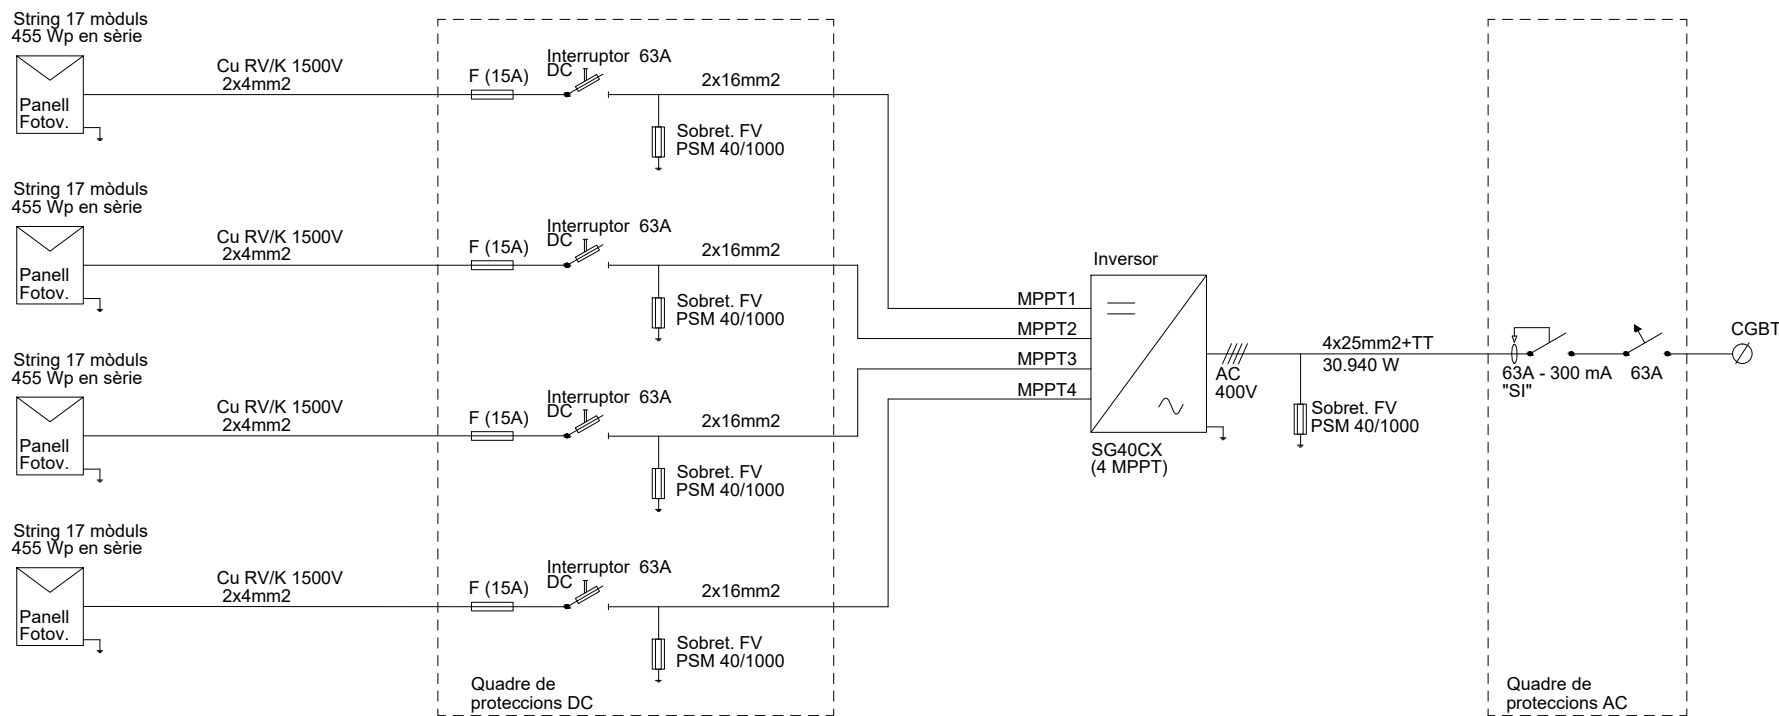 String 17 mòduls
455 Wp en sèrie
Panell
Fotov.
Cu RV/K 1500V
2x4mm2
F (15A)
Interruptor 63A
DC
2x16mm2
Sobret. FV
PSM 40/1000
String 17 mòduls
455 Wp en sèrie
Panell
Fotov.
Cu RV/K 1500V
2x4mm2
F (15A)
Interruptor 63A
DC
2x16mm2
Sobret. FV
PSM 40/1000
String 17 mòduls
455 Wp en sèrie
Panell
Fotov.
Cu RV/K 1500V
2x4mm2
F (15A)
Interruptor 63A
DC
2x16mm2
Sobret. FV
PSM 40/1000
String 17 mòduls
455 Wp en sèrie
Panell
Fotov.
Cu RV/K 1500V
2x4mm2
F (15A)
Interruptor 63A
DC
2x16mm2
Sobret. FV
PSM 40/1000
Quadre de
proteccions DC
MPPT1
MPPT2
MPPT3
MPPT4
Inversor
SG40CX
(4 MPPT)
AC
400V
4x25mm2+TT
30.940 W
Sobret. FV
PSM 40/1000
63A - 300 mA
"SI"
63A
CGBT
Quadre de
proteccions AC